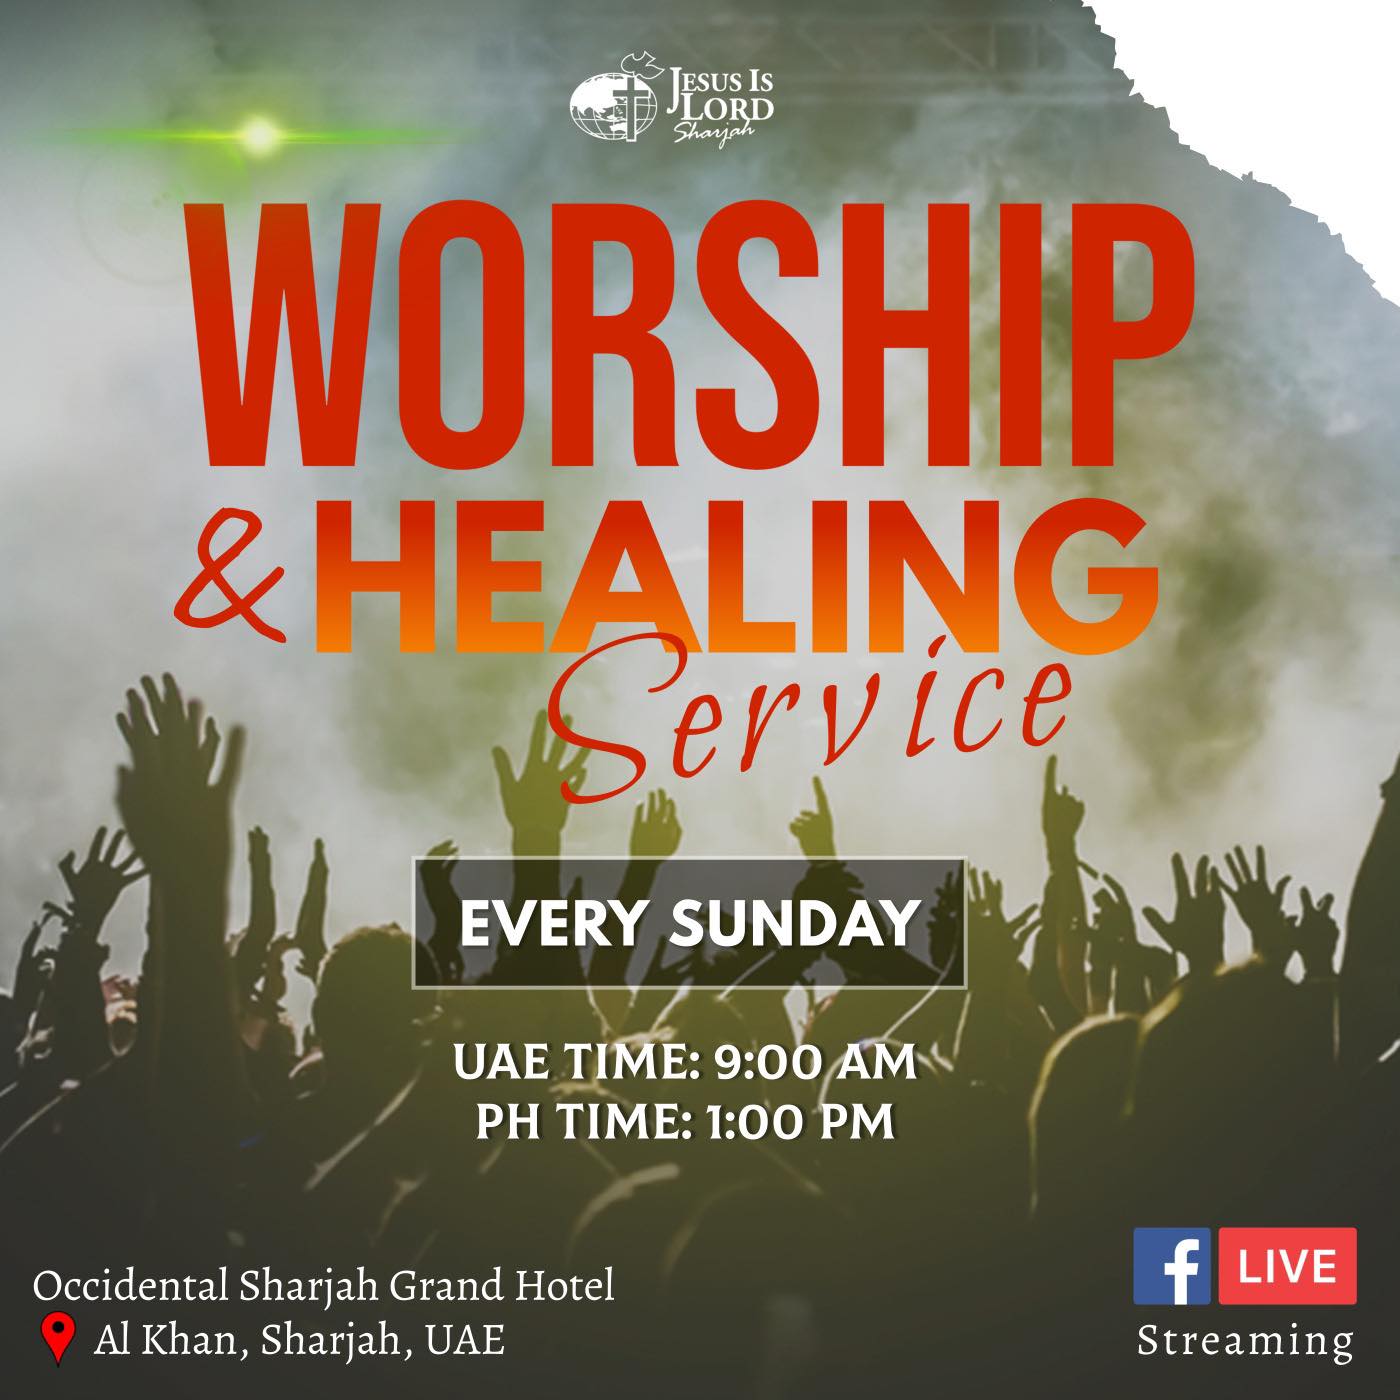 JESUS IS
LORD
Sharjah
WORSHIP
& HEALING
Service
EVERY SUNDAY
UAE TIME: 9:00 AM
PH TIME: 1:00 PM
Occidental Sharjah Grand Hotel
Al Khan, Sharjah, UAE
f LIVE
Streaming